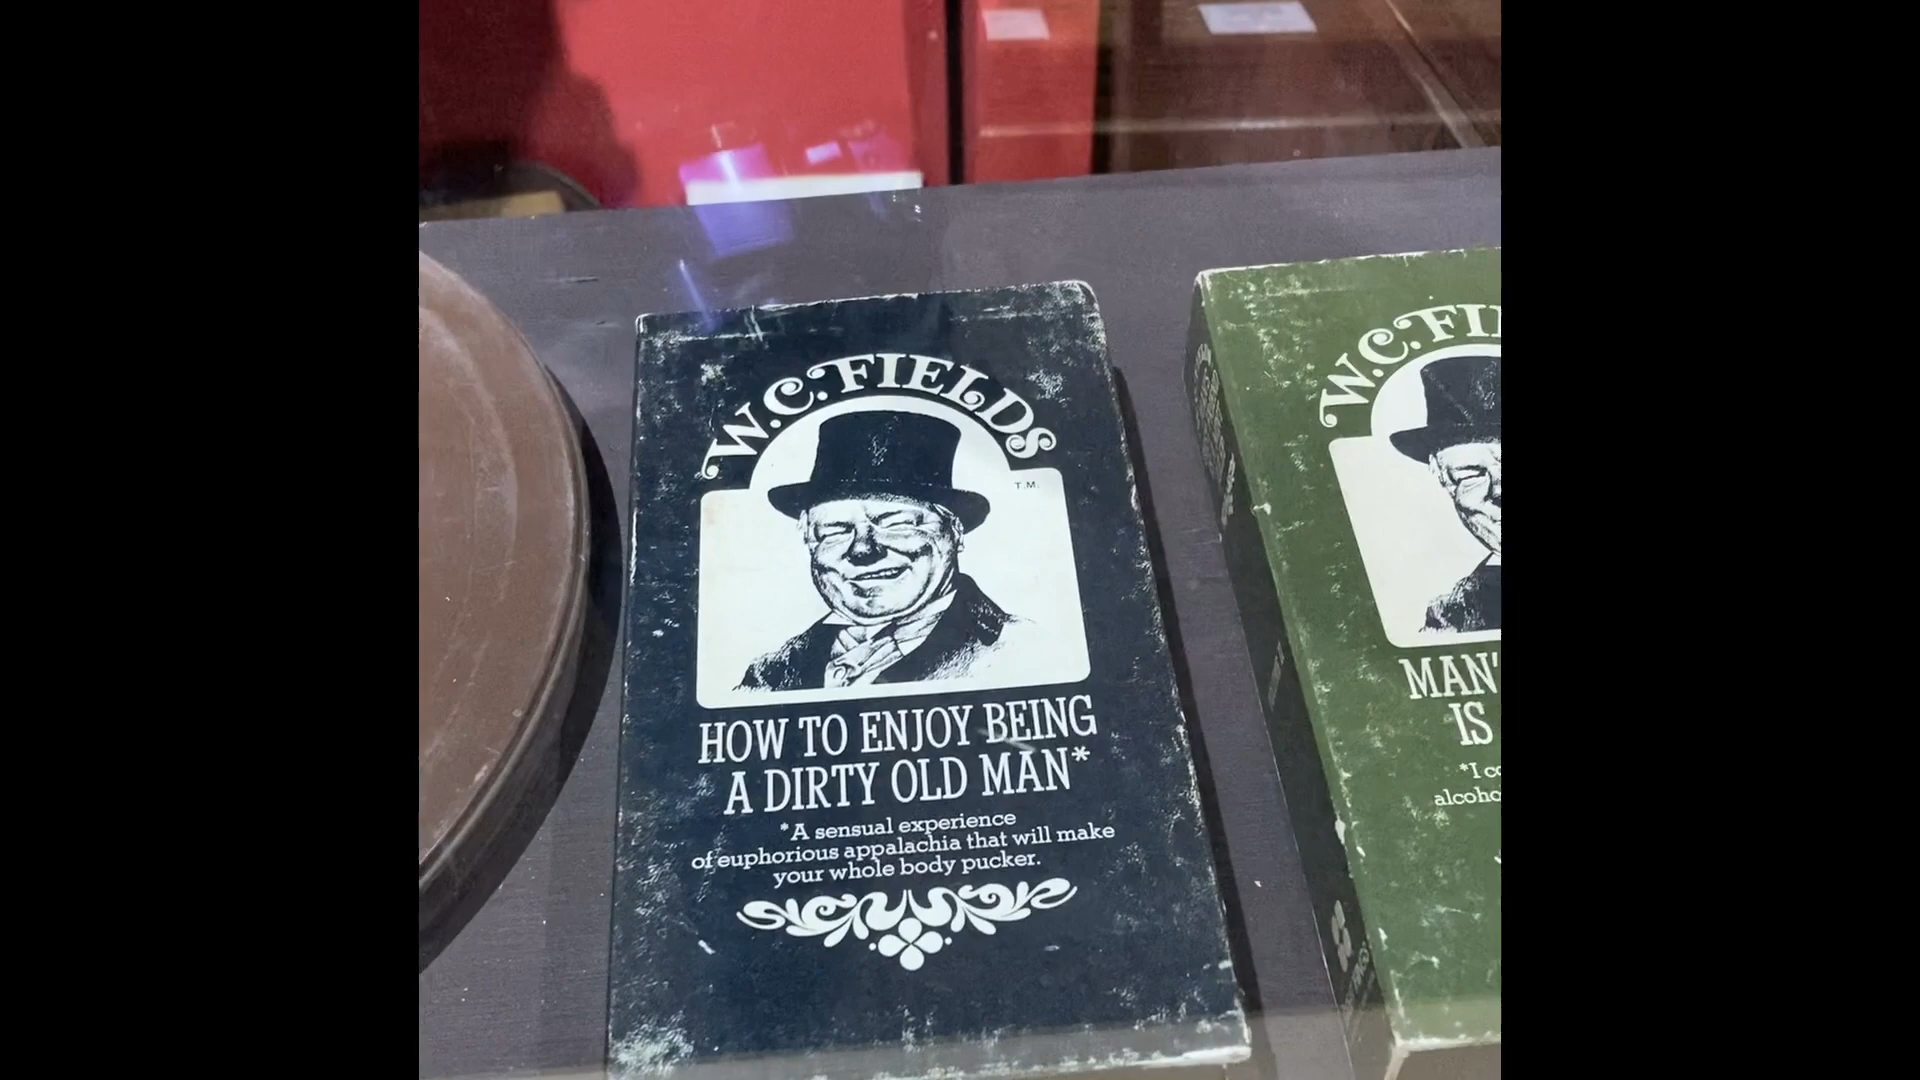 W.C. FIELDS
T.M.
HOW TO ENJOY BEING
A DIRTY OLD MAN*
*A sensual experience
of euphorious appalachia that will make
your whole body pucker.
W.C. FI
MAN'
IS
*I
alcoho